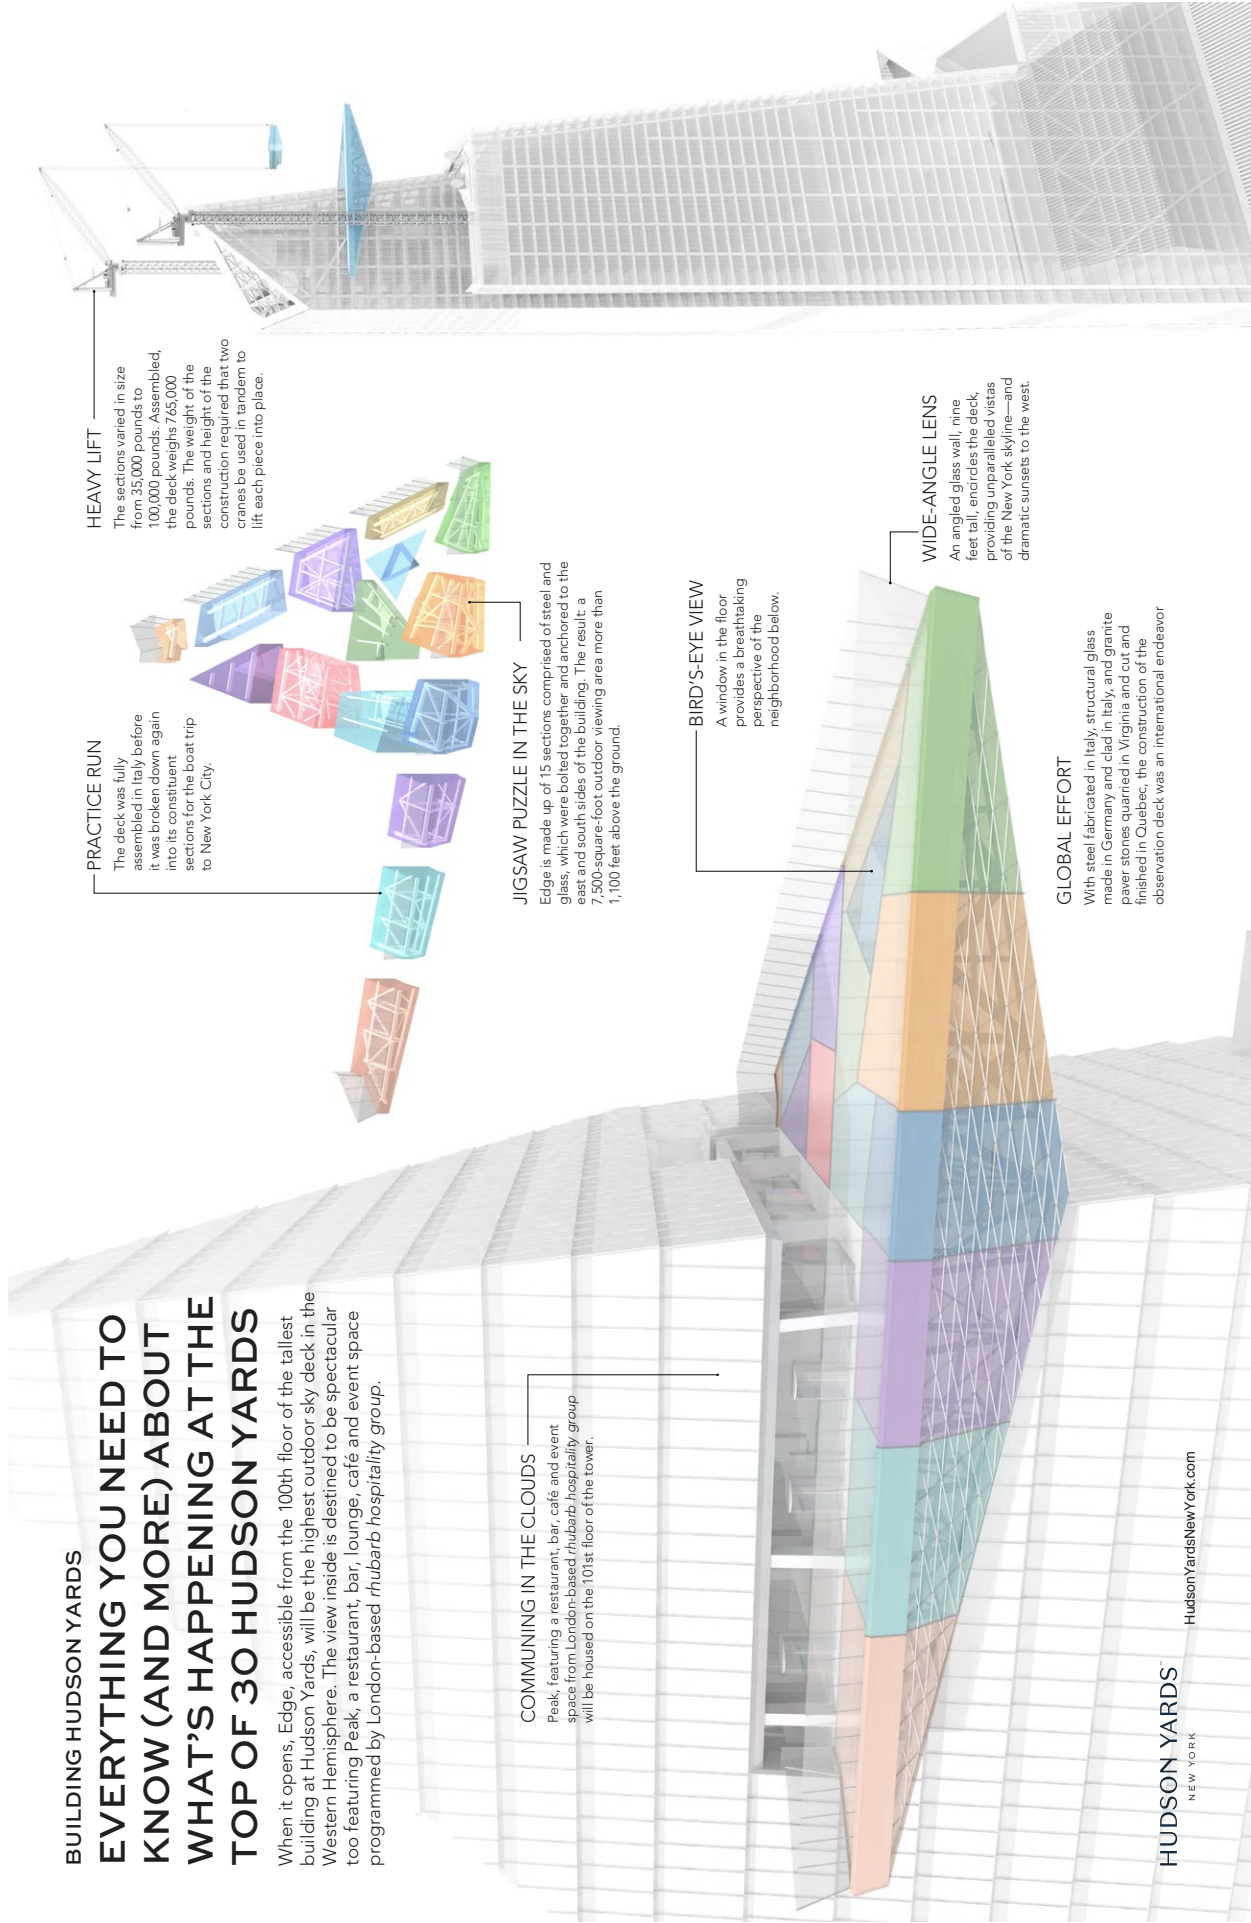 BUILDING HUDSON YARDS
EVERYTHING YOU NEED TO
KNOW (AND MORE) ABOUT
WHAT'S HAPPENING AT THE
TOP OF 30 HUDSON YARDS
When it opens, Edge, accessible from the 100th floor of the tallest
building at Hudson Yards, will be the highest outdoor sky deck in the
Western Hemisphere. The view inside is destined to be spectacular
too featuring Peak, a restaurant, bar, lounge, café and event space
programmed by London-based rhubarb hospitality group.
PRACTICE RUN
The deck was fully
assembled in Italy before
it was broken down again
into its constituent
sections for the boat trip
to New York City.
HEAVY LIFT
The sections varied in size
from 35,000 pounds to
100,000 pounds. Assembled,
the deck weighs 765,000
pounds. The weight of the
sections and height of the
construction required that two
cranes be used in tandem to
lift each piece into place.
JIGSAW PUZZLE IN THE SKY
Edge is made up of 15 sections comprised of steel and
glass, which were bolted together and anchored to the
east and south sides of the building. The result: a
7,500-square-foot outdoor viewing area more than
1,100 feet above the ground.
COMMUNING IN THE CLOUDS
Peak, featuring a restaurant, bar, café and event
space from London-based rhubarb hospitality group
will be housed on the 101st floor of the tower.
BIRD'S-EYE VIEW
A window in the floor
provides a breathtaking
perspective of the
neighborhood below.
WIDE-ANGLE LENS
An angled glass wall, nine
feet tall, encircles the deck,
providing unparalleled vistas
of the New York skyline—and
dramatic sunsets to the west.
GLOBAL EFFORT
With steel fabricated in Italy, structural glass
made in Germany and clad in Italy, and granite
paver stones quarried in Virginia and cut and
finished in Quebec, the construction of the
observation deck was an international endeavor
HUDSON YARDS
NEW YORK
HudsonYardsNewYork.com